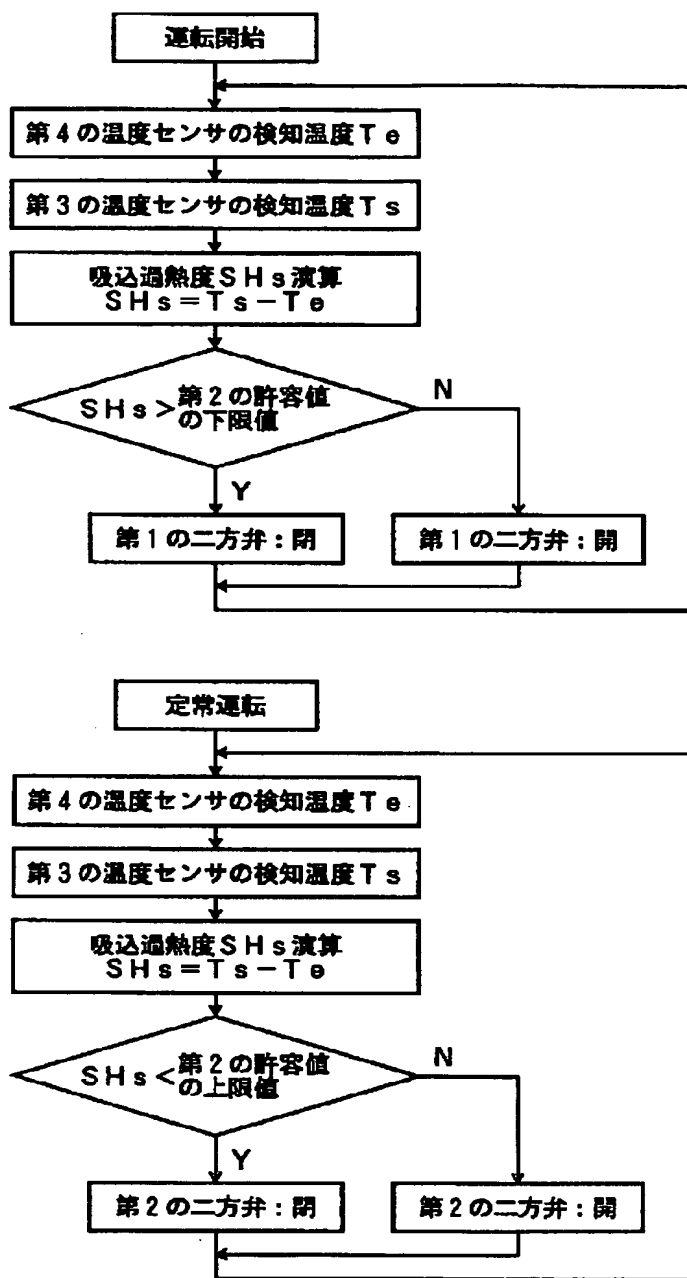 運転開始
第4の温度センサの検知温度Te
第3の温度センサの検知温度Ts
吸込過熱度SHs演算
SHs=Ts-Te
SHs>第2の許容値
の下限値
N
Y
第1の二方弁:閉
第1の二方弁:開
定常運転
第4の温度センサの検知温度Te
第3の温度センサの検知温度Ts
吸込過熱度SHs演算
SHs=Ts-Te
SHs<第2の許容値
の上限値
N
Y
第2の二方弁:閉
第2の二方弁:開